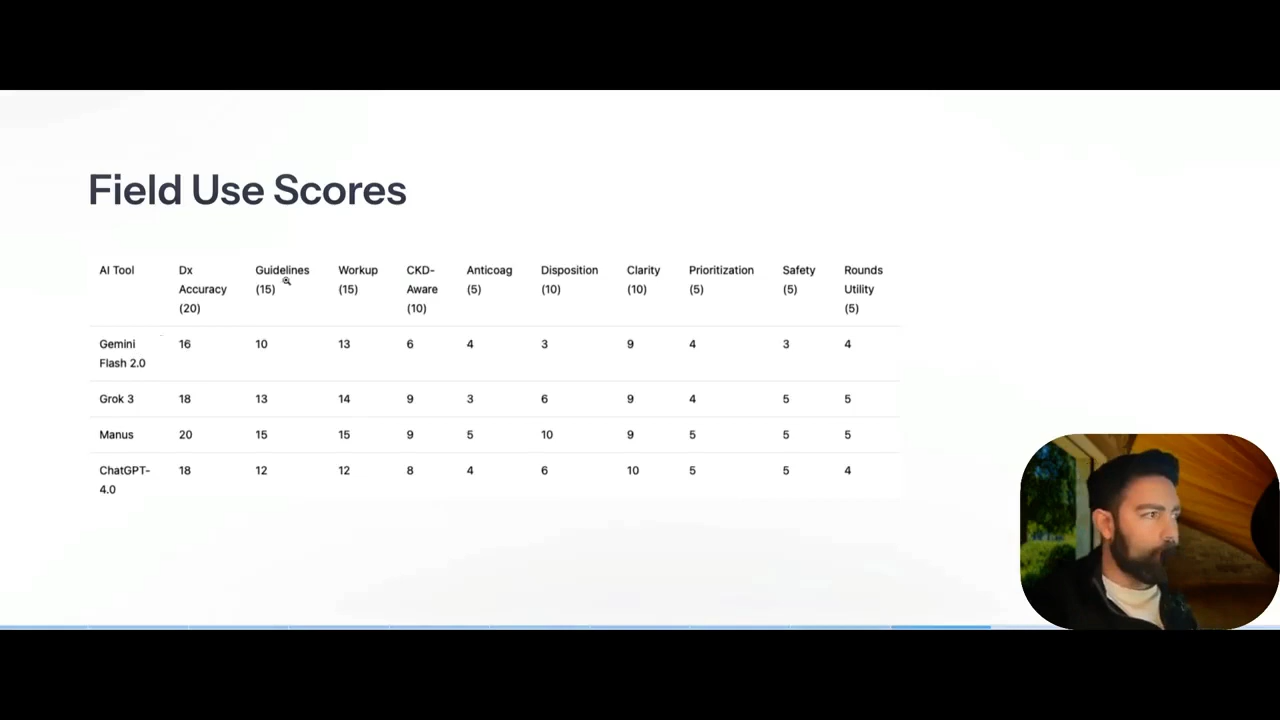 Field Use Scores
AI Tool Dx Accuracy (20) Guidelines (15) Workup (15) CKD-Aware (10) Anticoag (5) Disposition (10) Clarity (10) Prioritization (5) Safety (5) Rounds Utility (5)
Gemini Flash 2.0 16 10 13 6 4 3 9 4 3 4
Grok 3 18 13 14 9 3 6 9 4 5 5
Manus 20 15 15 9 5 10 9 5 5 5
ChatGPT-4.0 18 12 12 8 4 6 10 5 5 4